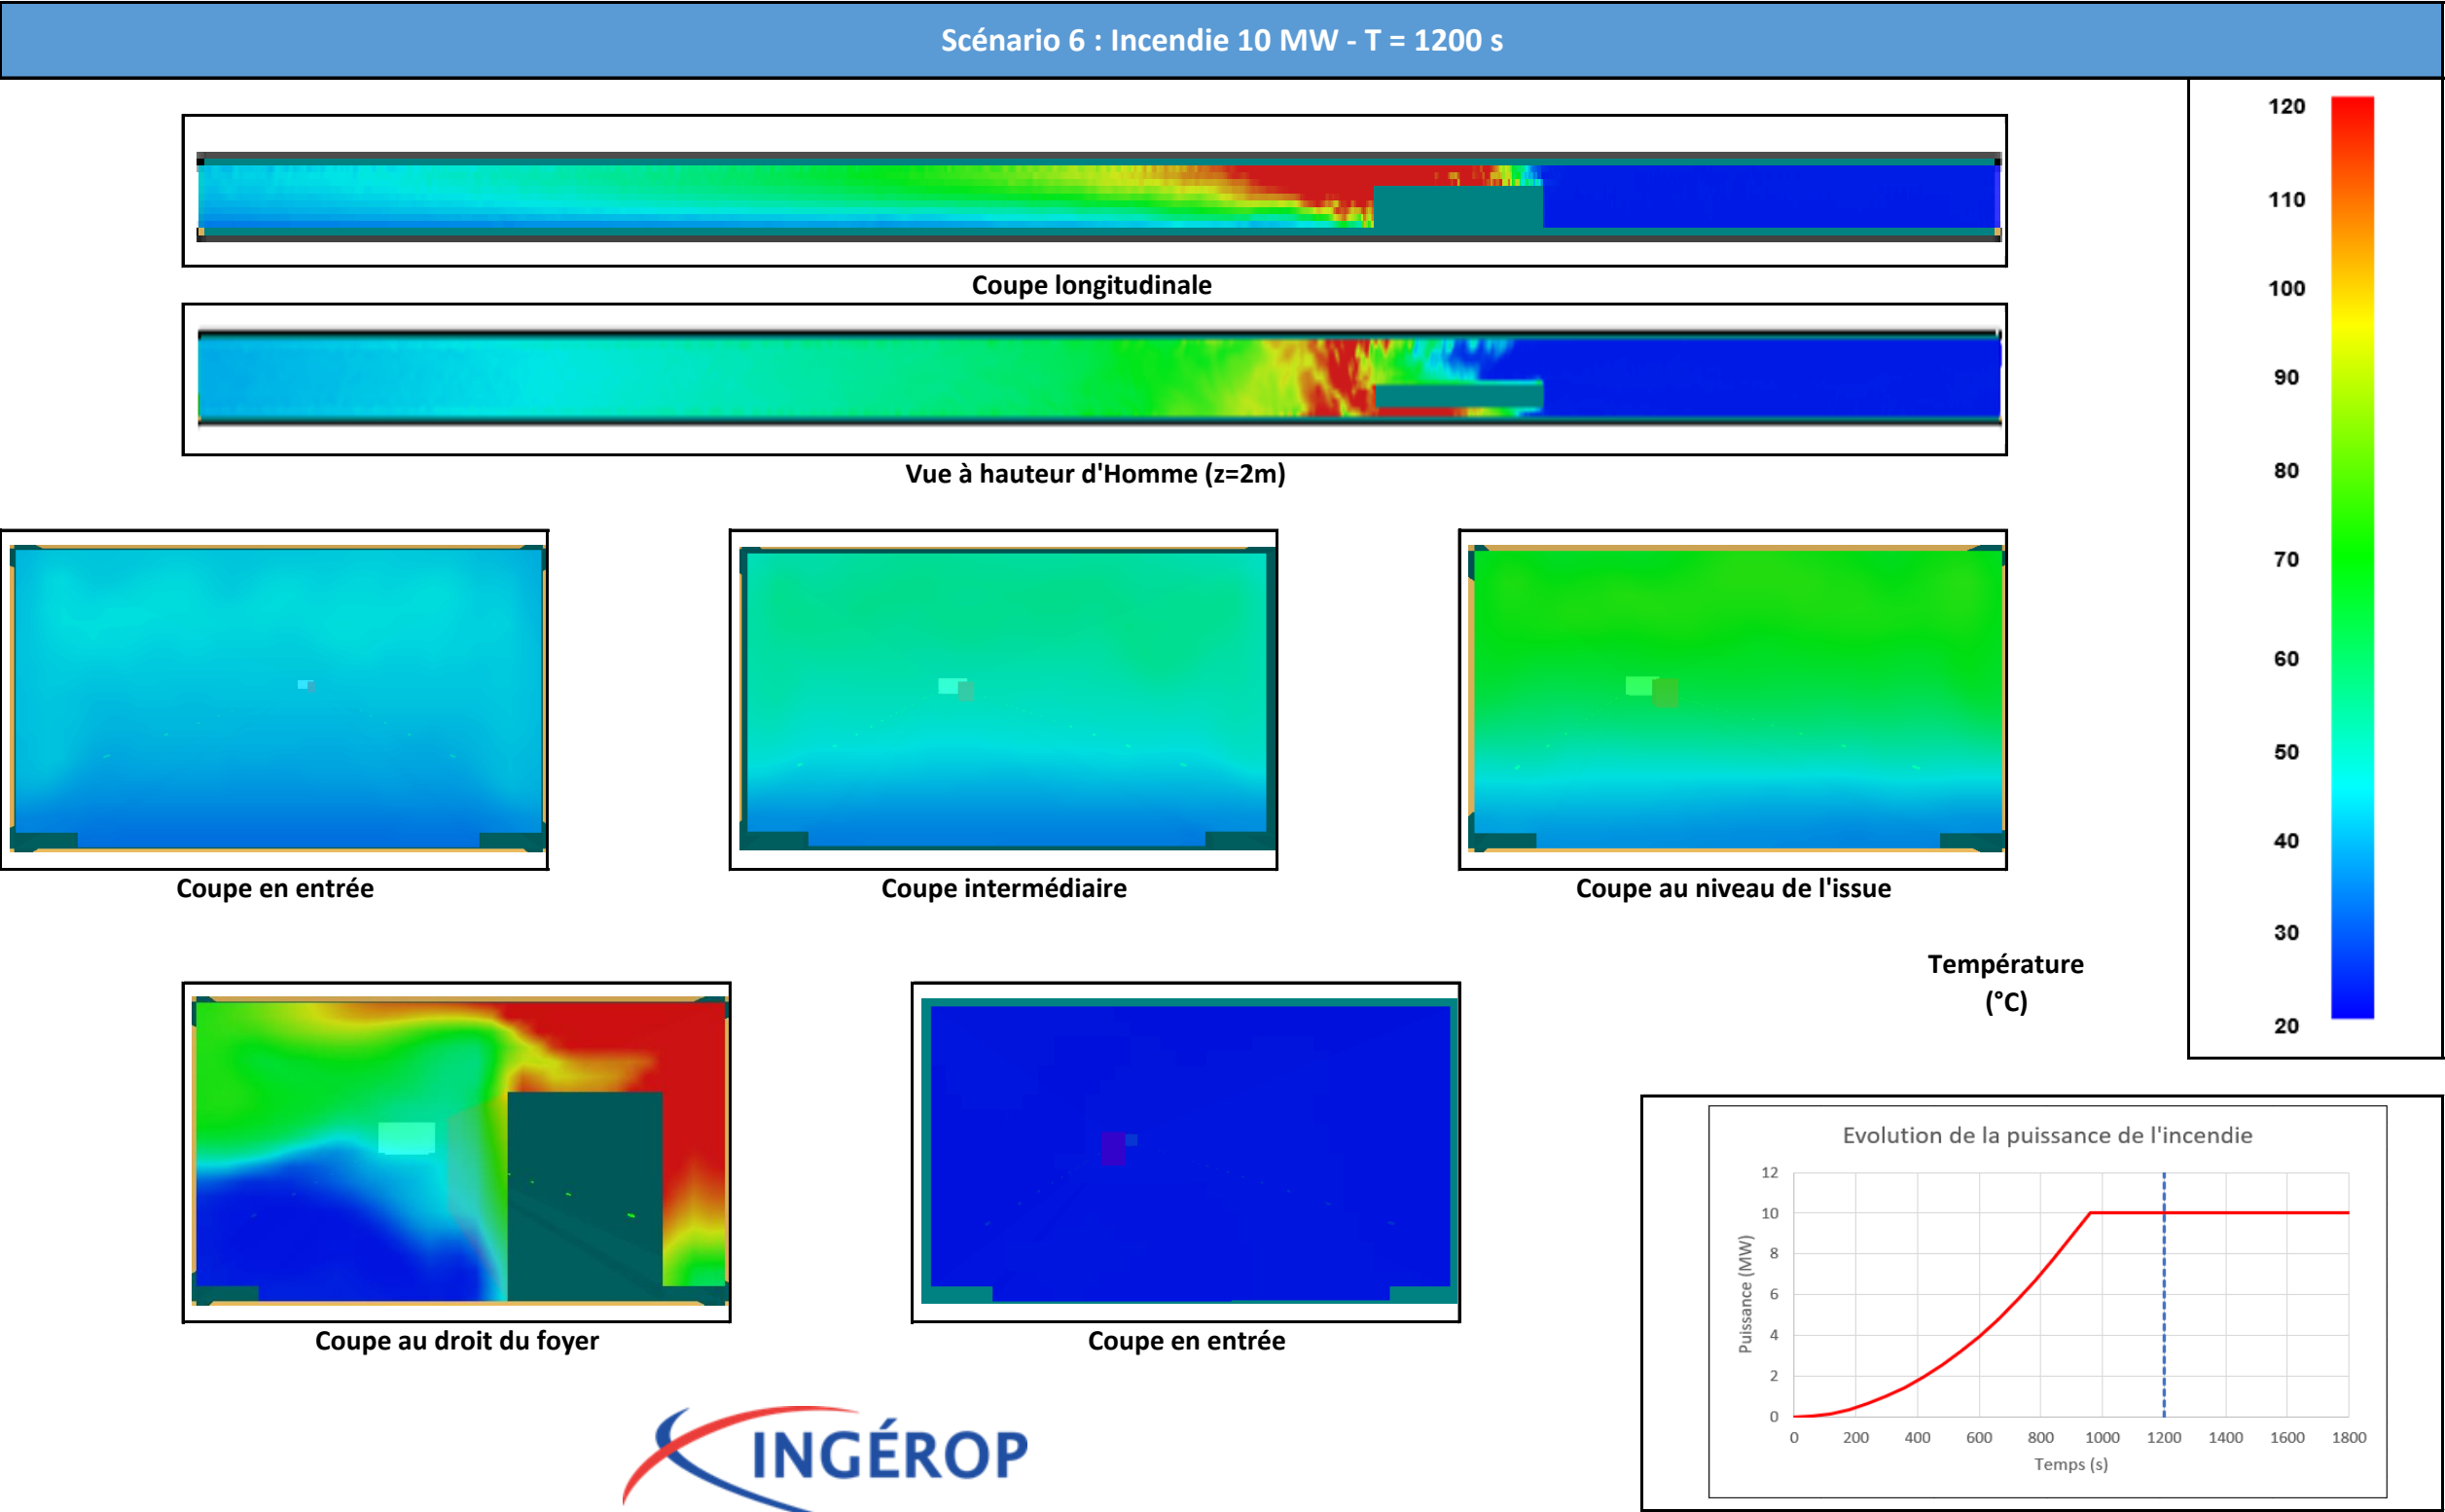 Scénario 6 : Incendie 10 MW - T = 1200 s
120
110
100
90
80
70
60
50
40
30
20
Coupe longitudinale
Vue à hauteur d'Homme (z=2m)
Coupe en entrée
Coupe intermédiaire
Coupe au niveau de l'issue
Température
(°C)
Coupe au droit du foyer
Coupe en entrée
Evolution de la puissance de l'incendie
Puissance (MW)
12
10
8
6
4
2
0
0 200 400 600 800 1000 1200 1400 1600 1800
Temps (s)
INGÉROP